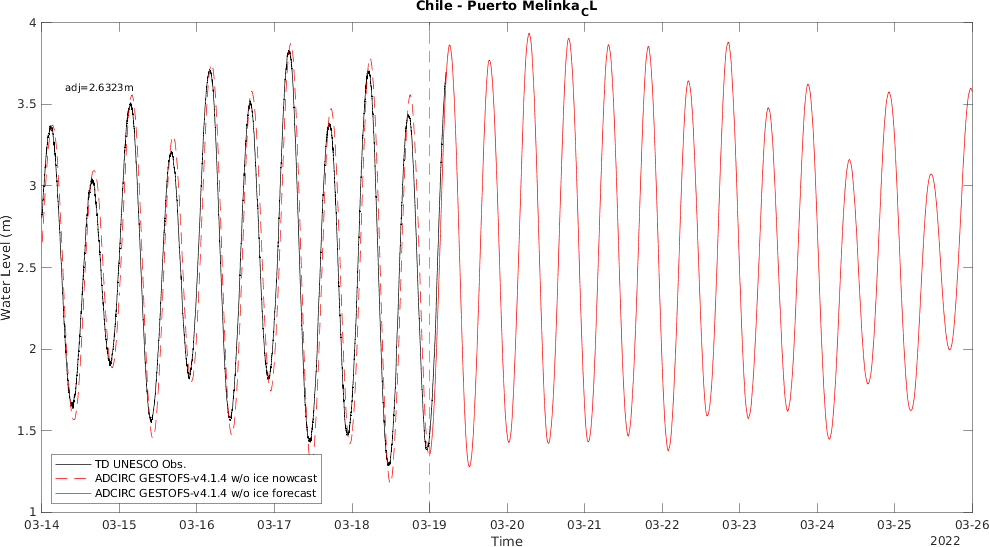 Chile - Puerto MelinkaCL
4
adj=2.6323m
3.5
3
2.5
2
1.5
1
Water Level (m)
TD UNESCO Obs.
ADCIRC GESTOFS-v4.1.4 w/o ice nowcast
ADCIRC GESTOFS-v4.1.4 w/o ice forecast
03-14 03-15 03-16 03-17 03-18 03-19 03-20 03-21 03-22 03-23 03-24 03-25 03-26
Time
2022